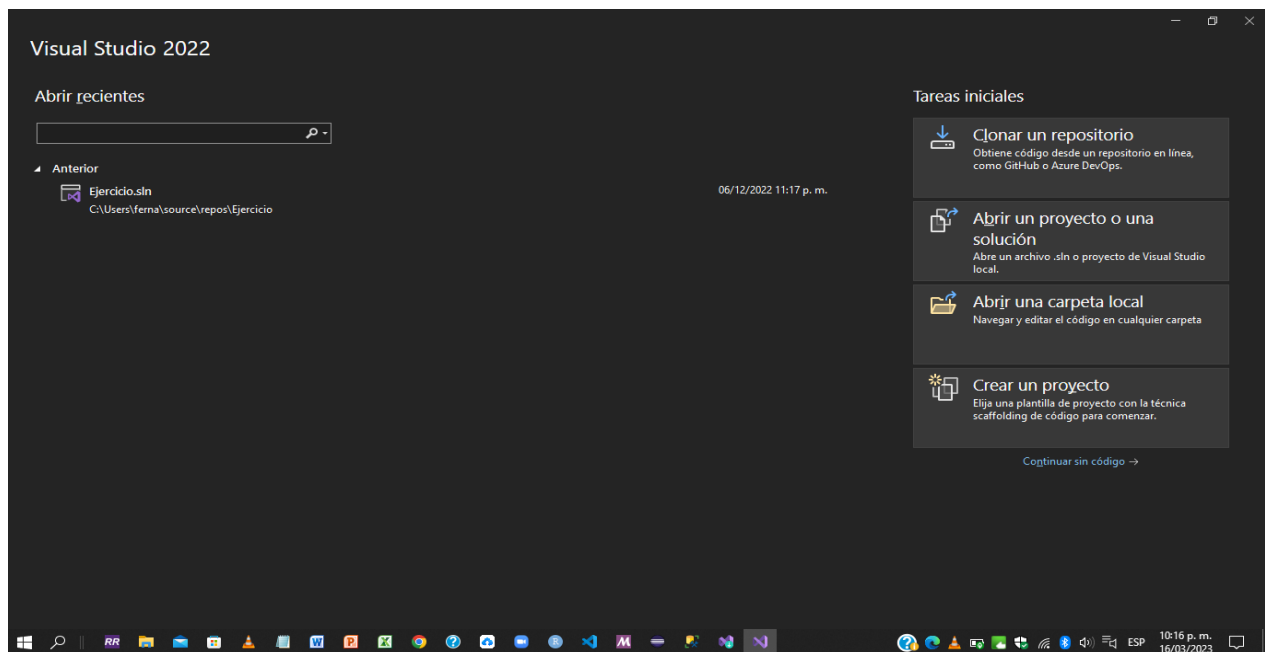 Visual Studio 2022
Abrir recientes
Anterior
Ejercicio.sln
06/12/2022 11:17 p. m.
C:\Users\ferna\source\repos\Ejercicio
Tareas iniciales
Clonar un repositorio
Obtiene código desde un repositorio en línea,
como GitHub o Azure DevOps.
Abrir un proyecto o una
solución
Abre un archivo .sln o proyecto de Visual Studio
local.
Abrir una carpeta local
Navegar y editar el código en cualquier carpeta
Crear un proyecto
Elija una plantilla de proyecto con la técnica
scaffolding de código para comenzar.
Continuar sin código →
RR
W
P
X
R
M
ESP
10:16 p. m.
16/03/2023